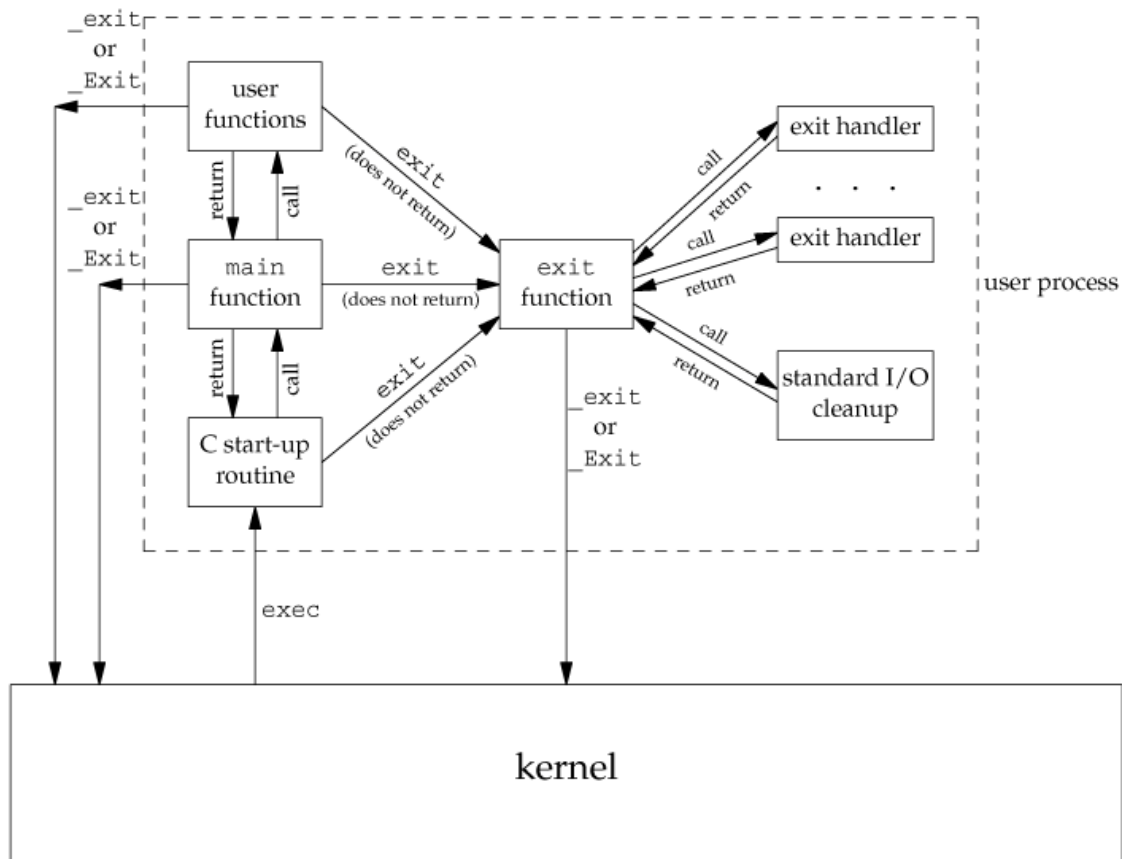 _exit
or
_Exit
user
functions
exit
(does not return)
return
call
_exit
or
_Exit
main
function
exit
(does not return)
exit
function
return
call
exit
(does not return)
C start-up
routine
call
return
exit handler
. . .
call
return
exit handler
call
return
standard I/O
cleanup
user process
_exit
or
_Exit
exec
kernel